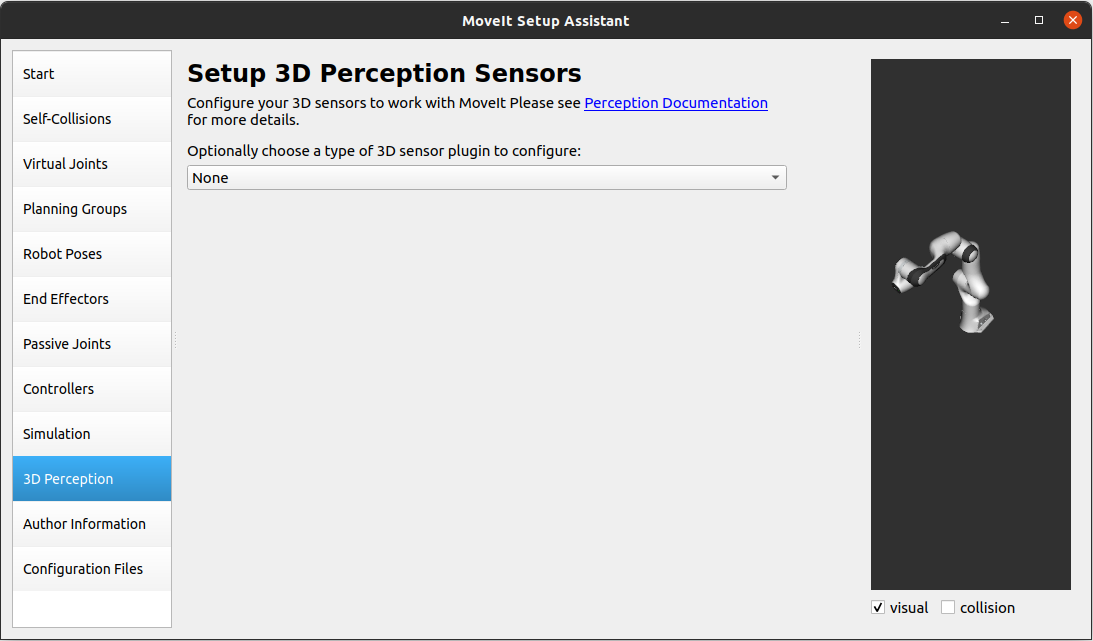 MoveIt Setup Assistant
Start
Self-Collisions
Virtual Joints
Planning Groups
Robot Poses
End Effectors
Passive Joints
Controllers
Simulation
3D Perception
Author Information
Configuration Files
Setup 3D Perception Sensors
Configure your 3D sensors to work with MoveIt Please see Perception Documentation
for more details.
Optionally choose a type of 3D sensor plugin to configure:
None
visual
collision